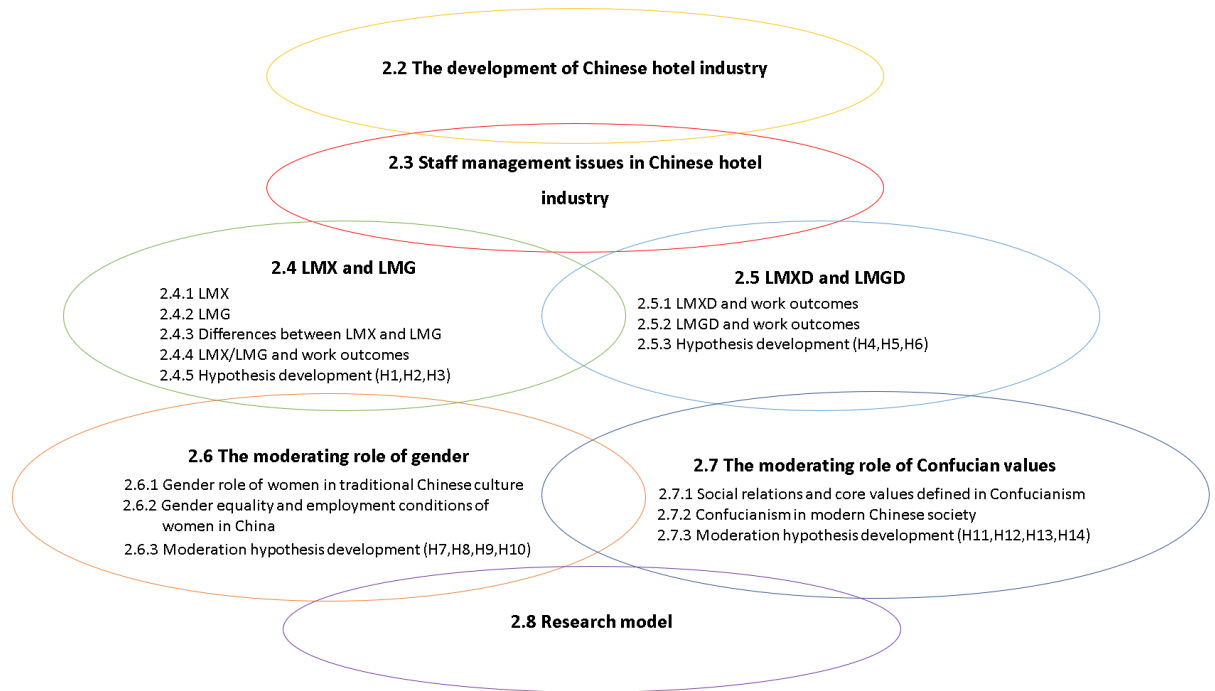 2.2 The development of Chinese hotel industry
2.3 Staff management issues in Chinese hotel
industry
2.4 LMX and LMG
2.4.1 LMX
2.4.2 LMG
2.4.3 Differences between LMX and LMG
2.4.4 LMX/LMG and work outcomes
2.4.5 Hypothesis development (H1,H2,H3)
2.5 LMXD and LMGD
2.5.1 LMXD and work outcomes
2.5.2 LMGD and work outcomes
2.5.3 Hypothesis development (H4,H5,H6)
2.6 The moderating role of gender
2.6.1 Gender role of women in traditional Chinese culture
2.6.2 Gender equality and employment conditions of
women in China
2.6.3 Moderation hypothesis development (H7,H8,H9,H10)
2.7 The moderating role of Confucian values
2.7.1 Social relations and core values defined in Confucianism
2.7.2 Confucianism in modern Chinese society
2.7.3 Moderation hypothesis development (H11,H12,H13,H14)
2.8 Research model